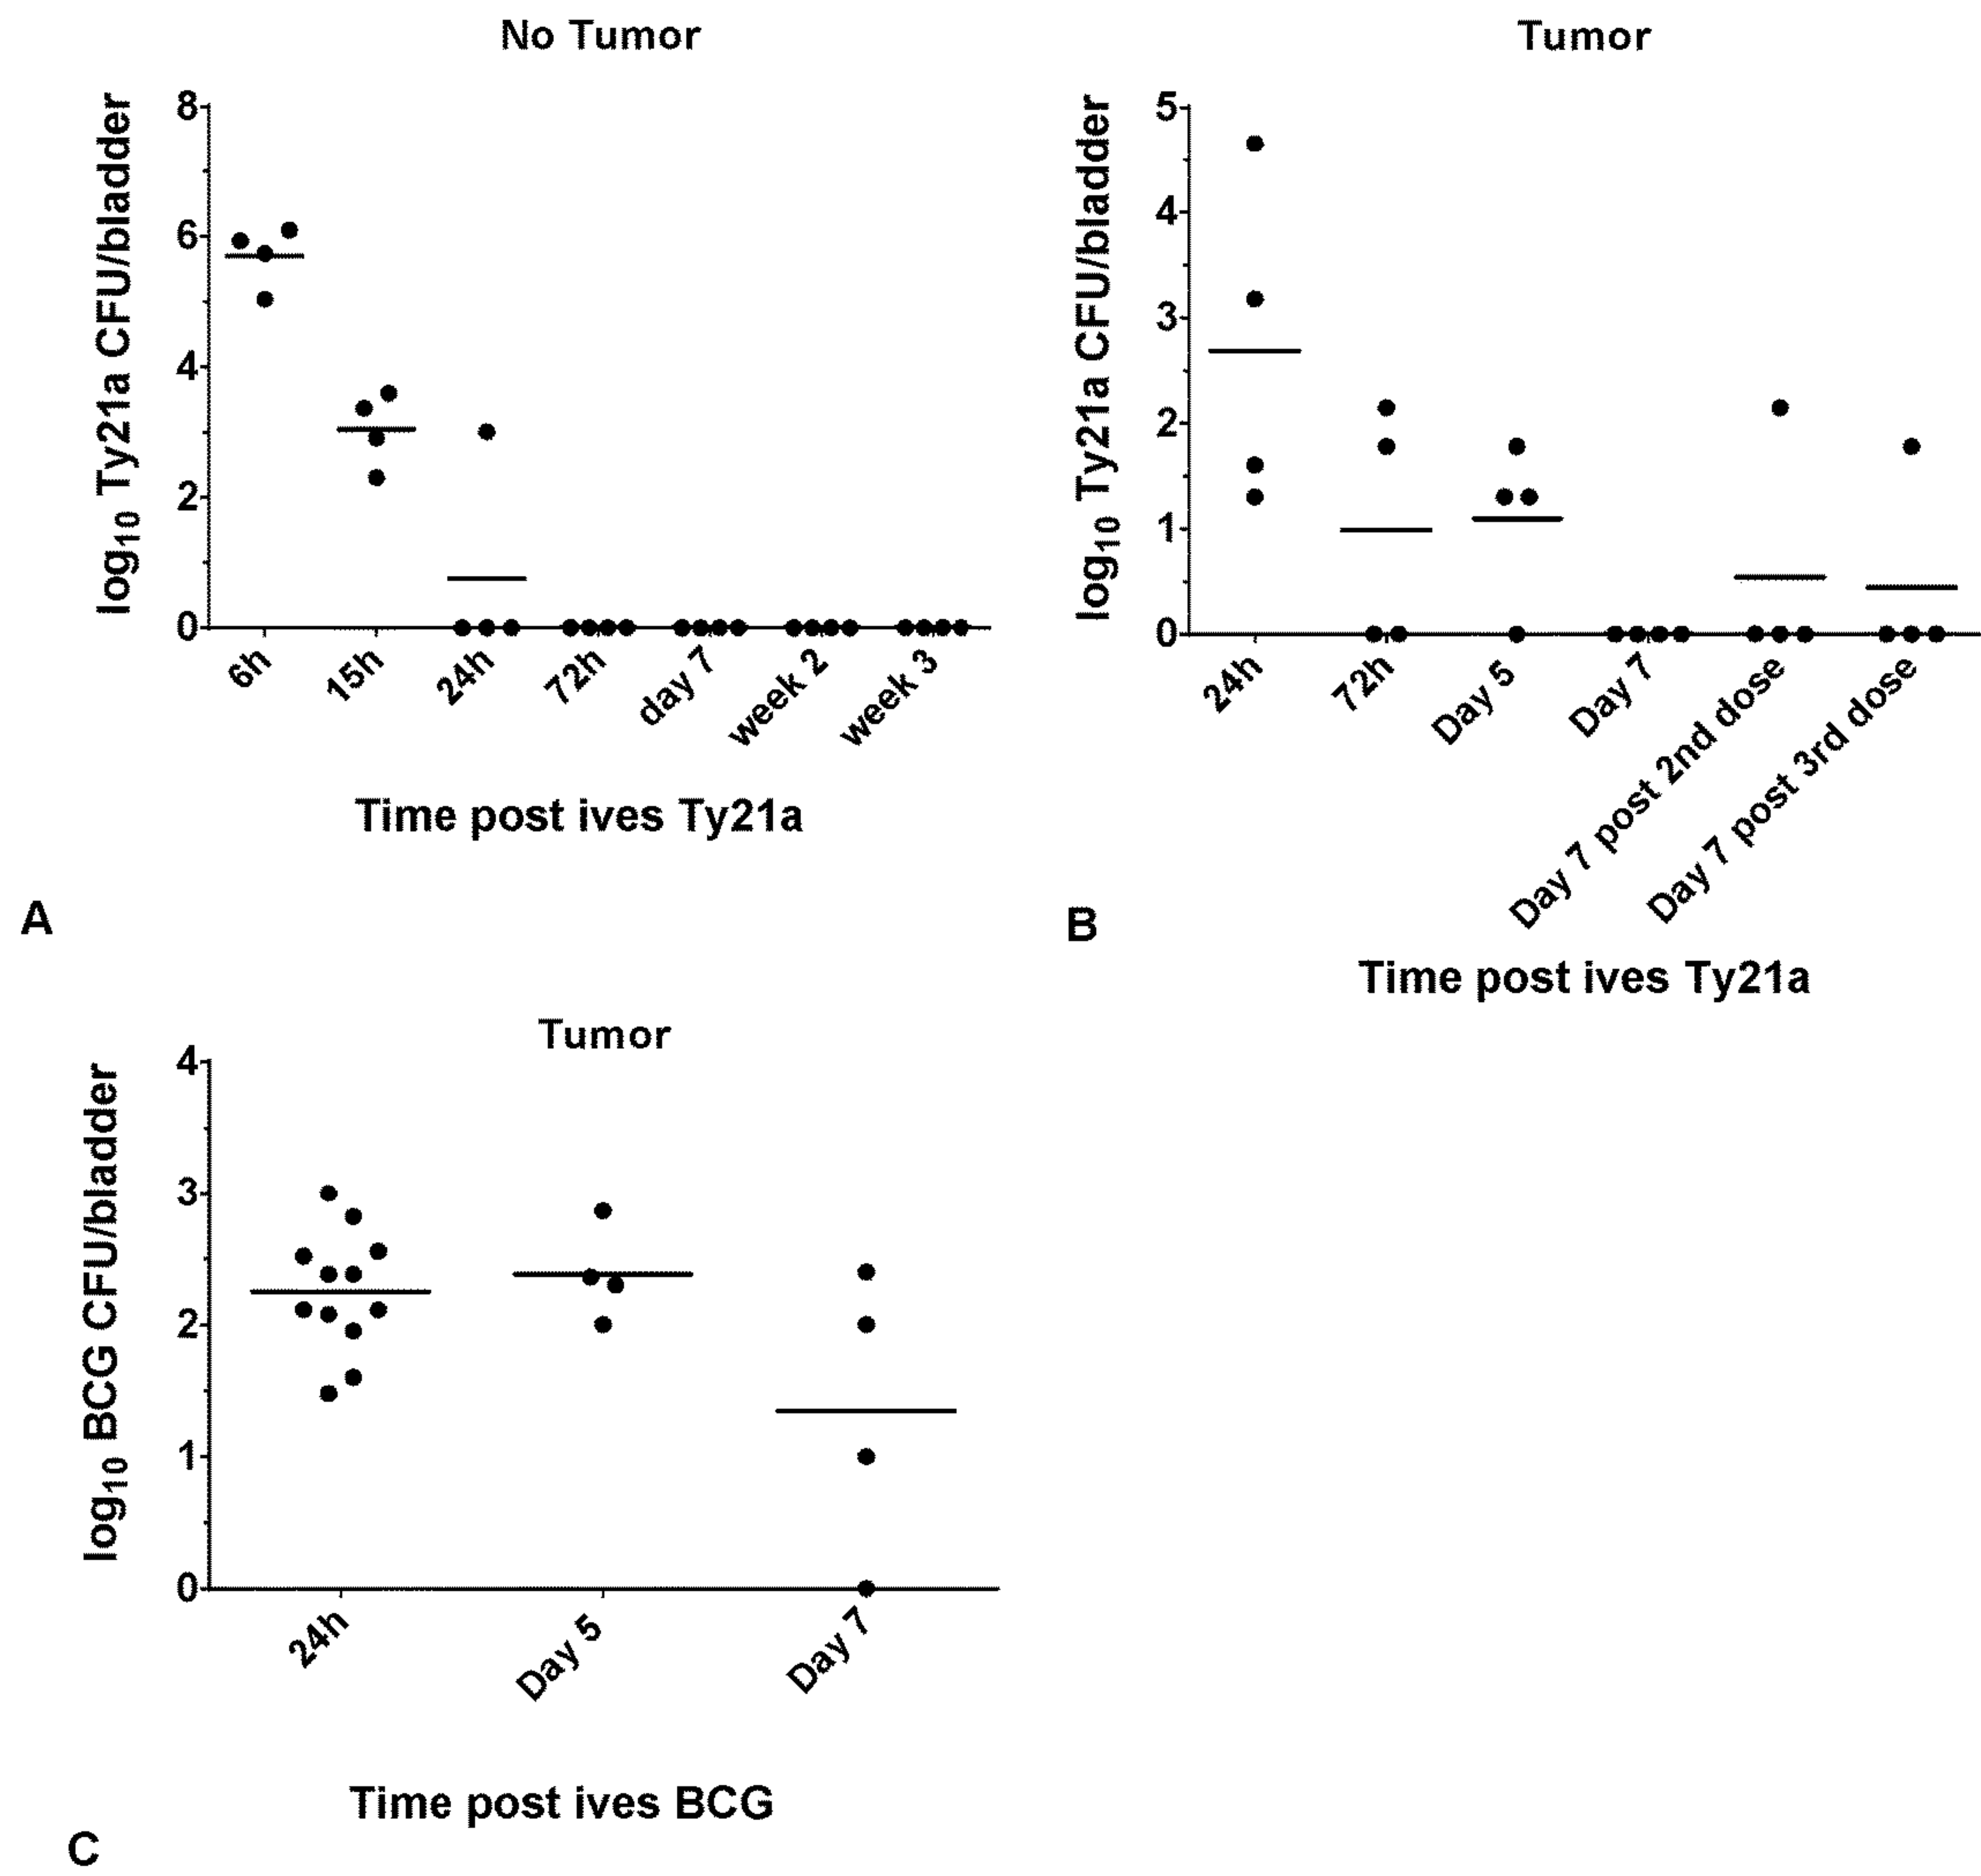 No Tumor
log10 Ty21a CFU/bladder
8
6
4
2
0
6h
15h
24h
72h
day 7
week 2
week 3
Time post ives Ty21a
A
Tumor
log10 Ty21a CFU/bladder
5
4
3
2
1
0
24h
72h
Day 5
Day 7
Day 7 post 2nd dose
Day 7 post 3rd dose
Time post ives Ty21a
B
Tumor
log10 BCG CFU/bladder
4
3
2
1
0
24h
Day 5
Day 7
Time post ives BCG
C